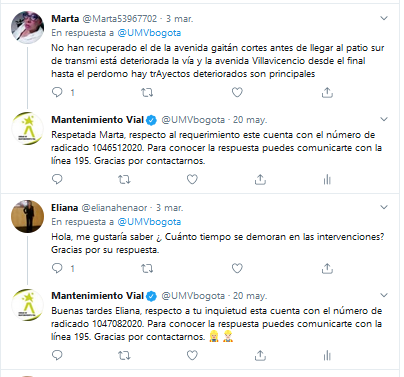 Marta @Marta53967702 · 3 mar.
En respuesta a @UMVbogota
No han recuperado el de la avenida gaitán cortes antes de llegar al patio sur
de transmi está deteriorada la vía y la avenida Villavicencio desde el final
hasta el perdomo hay trAyectos deteriorados son principales
1
Mantenimiento Vial @UMVbogota · 20 may.
Respetada Marta, respecto al requerimiento este cuenta con el número de
radicado 1046512020. Para conocer la respuesta puedes comunicarte con la
línea 195. Gracias por contactarnos.
Eliana @elianahenaor · 3 mar.
En respuesta a @UMVbogota
Hola, me gustaría saber ¿, Cuánto tiempo se demoran en las intervenciones?
Gracias por su respuesta.
1
Mantenimiento Vial @UMVbogota · 20 may.
Buenas tardes Eliana, respecto a tu inquietud esta cuenta con el número de
radicado 1047082020. Para conocer la respuesta puedes comunicarte con la
línea 195. Gracias por contactarnos.